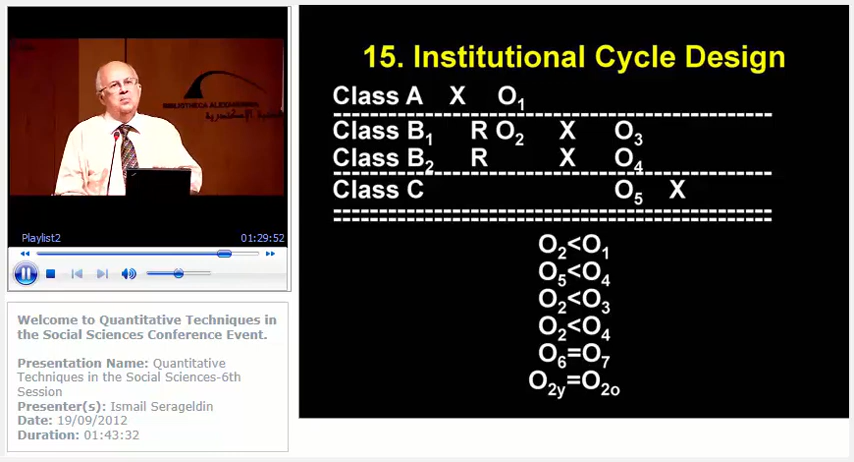 BIBLIOTHECA ALEXANDRINA
Playlist2
01:29:52
Welcome to Quantitative Techniques in
the Social Sciences Conference Event.
Presentation Name: Quantitative
Techniques in the Social Sciences-6th
Session
Presenter(s): Ismail Serageldin
Date: 19/09/2012
Duration: 01:43:32
15. Institutional Cycle Design
Class A X O1
Class B1 R O2 X O3
Class B2 R X O4
Class C O5 X
O2<O1
O5<O4
O2<O3
O2<O4
O6=O7
O2y=O2o